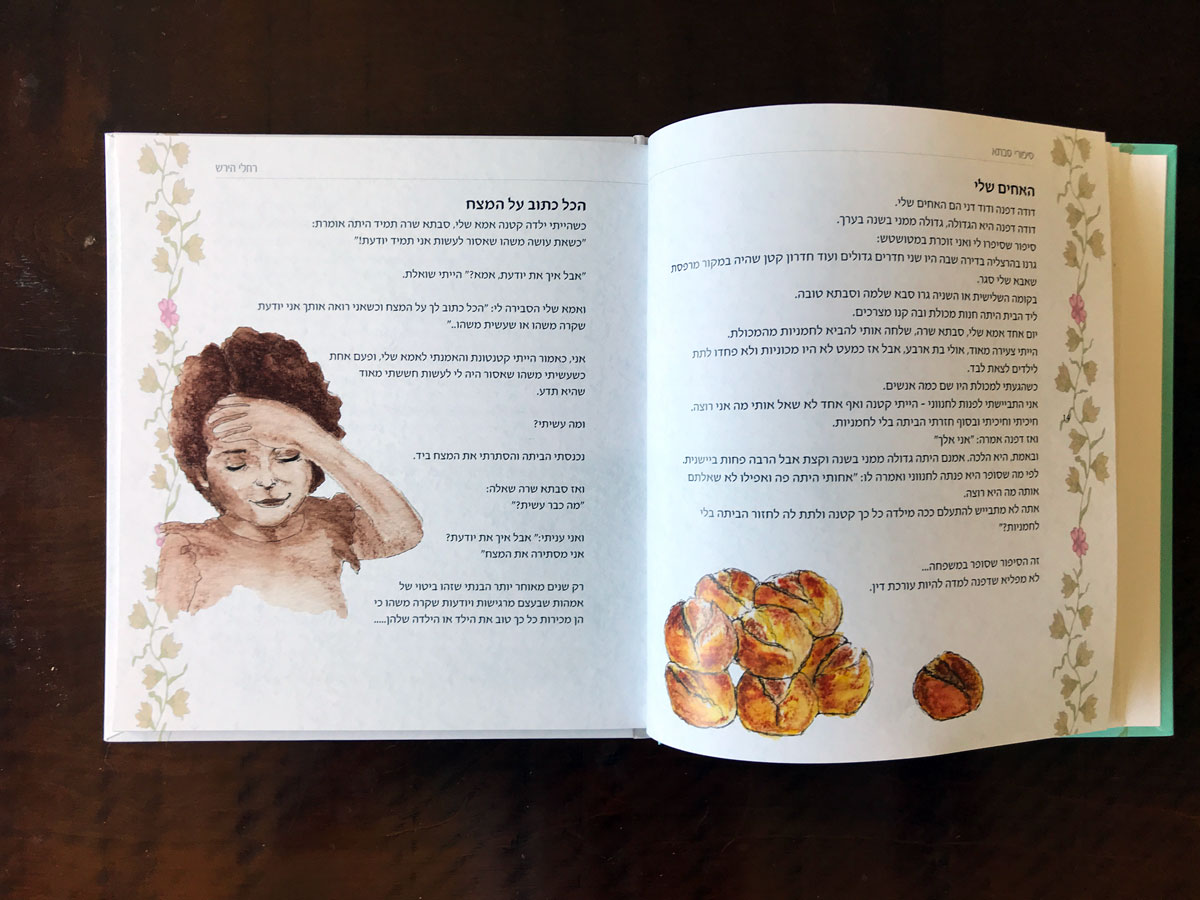 סיפורי סבתא
האחים שלי
דודה דפנה ודוד דני הם האחים שלי.
דודה דפנה היא הגדולה, גדולה ממני בשנה בערך.
סיפור שסיפרו לי ואני זוכרת במטושטש:
גרנו בהרצליה בדירה שבה היו שני חדרים גדולים ועוד חדרון קטן שהיה במקור מרפסת
שאבא שלי סגר.
בקומה השלישית או השניה גרו סבא שלמה וסבתא טובה.
ליד הבית היתה חנות מכולת ובה קנו מצרכים.
יום אחד אמא שלי, סבתא שרה, שלחה אותי להביא לחמניות מהמכולת.
הייתי צעירה מאוד, אולי בת ארבע, אבל אז כמעט לא היו מכוניות ולא פחדו לתת
לילדים לצאת לבד.
כשהגעתי למכולת היו שם כמה אנשים.
אני התביישתי לפנות לחנווני - הייתי קטנה ואף אחד לא שאל אותי מה אני רוצה.
חיכיתי וחיכיתי ובסוף חזרתי הביתה בלי לחמניות.
ואז דפנה אמרה: "אני אלך"
ובאמת, היא הלכה. אמנם היתה גדולה ממני בשנה וקצת אבל הרבה פחות ביישנית.
לפי מה שסופר היא פנתה לחנווני ואמרה לו: "אחותי היתה פה ואפילו לא שאלתם
אותה מה היא רוצה.
אתה לא מתבייש להתעלם ככה מילדה כל כך קטנה ולתת לה לחזור הביתה בלי
לחמניות?"
זה הסיפור שסופר במשפחה...
לא מפליא שדפנה למדה להיות עורכת דין.
14
רחלי הירש
הכל כתוב על המצח
כשהייתי ילדה קטנה אמא שלי, סבתא שרה תמיד היתה אומרת:
"כשאת עושה משהו שאסור לעשות אני תמיד יודעת!"
"אבל איך את יודעת, אמא?" הייתי שואלת.
ואמא שלי הסבירה לי: "הכל כתוב לך על המצח וכשאני רואה אותך אני יודעת
שקרה משהו או שעשית משהו.."
אני, כאמור הייתי קטנטונת והאמנתי לאמא שלי, ופעם אחת
כשעשיתי משהו שאסור היה לי לעשות חששתי מאוד
שהיא תדע.
ומה עשיתי?
נכנסתי הביתה והסתרתי את המצח ביד.
ואז סבתא שרה שאלה:
"מה כבר עשית?"
ואני עניתי:" אבל איך את יודעת?
אני מסתירה את המצח"
רק שנים מאוחר יותר הבנתי שזהו ביטוי של
אמהות שבעצם מרגישות ויודעות שקרה משהו כי
הן מכירות כל כך טוב את הילד או הילדה שלהן.....